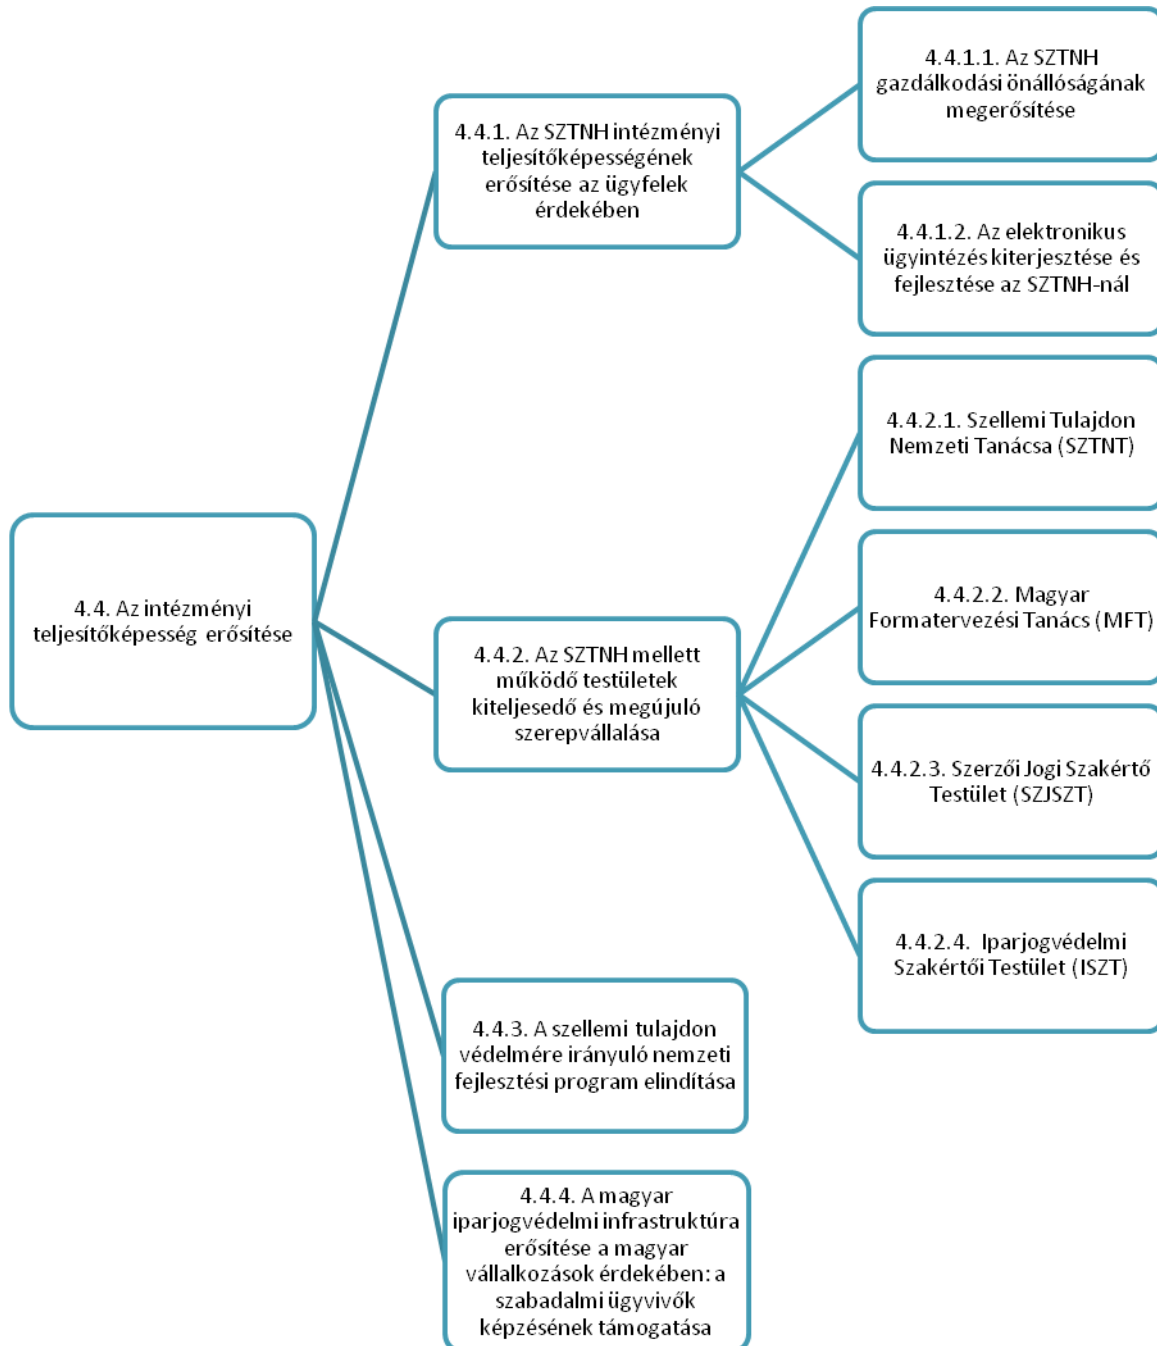 4.4. Az intézményi
teljesítőképesség erősítése
4.4.1. Az SZTNH intézményi
teljesítőképességének
erősítése az ügyfelek
érdekében
4.4.1.1. Az SZTNH
gazdálkodási önállóságának
megerősítése
4.4.1.2. Az elektronikus
ügyintézés kiterjesztése és
fejlesztése az SZTNH-nál
4.4.2. Az SZTNH mellett
működő testületek
kiteljesedő és megújuló
szerepvállalása
4.4.2.1. Szellemi Tulajdon
Nemzeti Tanácsa (SZTNT)
4.4.2.2. Magyar
Formatervezési Tanács (MFT)
4.4.2.3. Szerzői Jogi Szakértő
Testület (SZJSZT)
4.4.2.4. Iparjogvédelmi
Szakértői Testület (ISZT)
4.4.3. A szellemi tulajdon
védelmére irányuló nemzeti
fejlesztési program elindítása
4.4.4. A magyar
iparjogvédelmi infrastruktúra
erősítése a magyar
vállalkozások érdekében: a
szabadalmi ügyvivők
képzésének támogatása